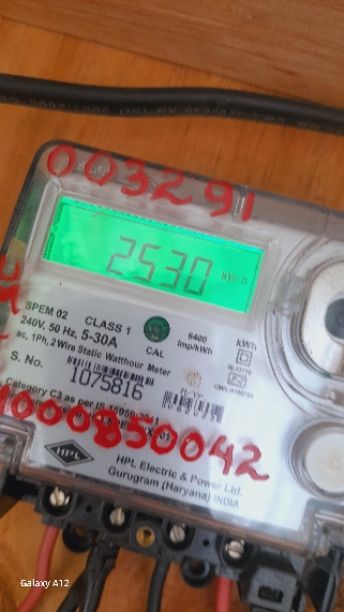 003291
2530 kWh
SPEM 02 CLASS 1
240V, 50 Hz, 5-30A
ac, 1Ph, 2Wire Static Watthour Meter
CAL
6400
imp/kWh
kWh
S. No.
1075816
Category C3 as per IS
1000850042
HPL
HPL Electric & Power Ltd.
Gurugram (Haryana) INDIA
Galaxy A12